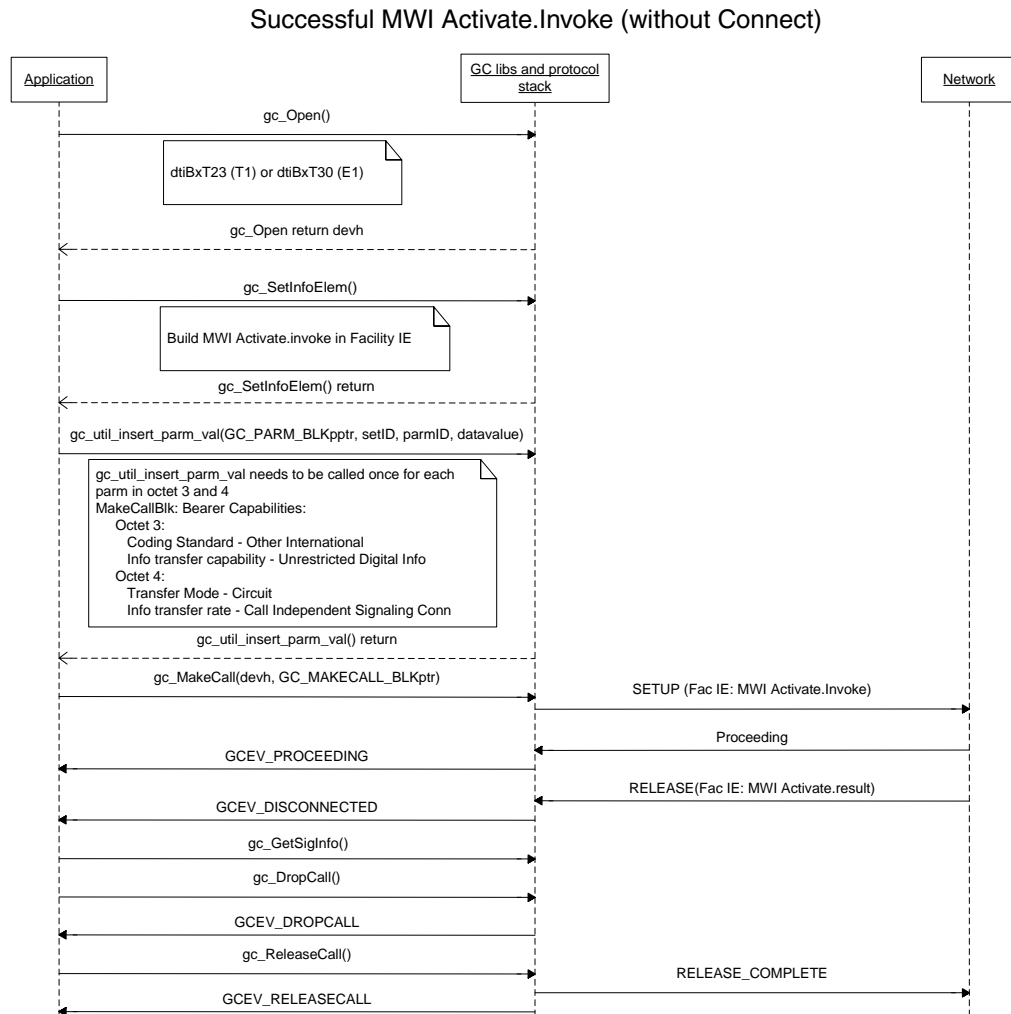 Successful MWI Activate.Invoke (without Connect)
Application
GC libs and protocol
stack
Network
gc_Open()
dtiBxT23 (T1) or dtiBxT30 (E1)
gc_Open return devh
gc_SetInfoElem()
Build MWI Activate.invoke in Facility IE
gc_SetInfoElem() return
gc_util_insert_parm_val(GC_PARM_BLKpptr, setID, parmID, datavalue)
gc_util_insert_parm_val needs to be called once for each
parm in octet 3 and 4
MakeCallBlk: Bearer Capabilities:
Octet 3:
Coding Standard - Other International
Info transfer capability - Unrestricted Digital Info
Octet 4:
Transfer Mode - Circuit
Info transfer rate - Call Independent Signaling Conn
gc_util_insert_parm_val() return
gc_MakeCall(devh, GC_MAKECALL_BLKptr)
SETUP (Fac IE: MWI Activate.Invoke)
Proceeding
GCEV_PROCEEDING
RELEASE(Fac IE: MWI Activate.result)
GCEV_DISCONNECTED
gc_GetSigInfo()
gc_DropCall()
GCEV_DROPCALL
gc_ReleaseCall()
RELEASE_COMPLETE
GCEV_RELEASECALL